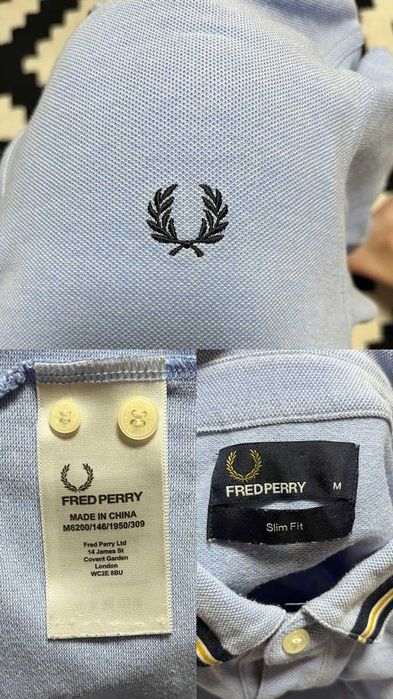 FRED PERRY
MADE IN CHINA
M6200/146/1950/309
Fred Perry Ltd
14 James St
Covent Garden
London
WC2E 8BU
FRED PERRY M
Slim Fit